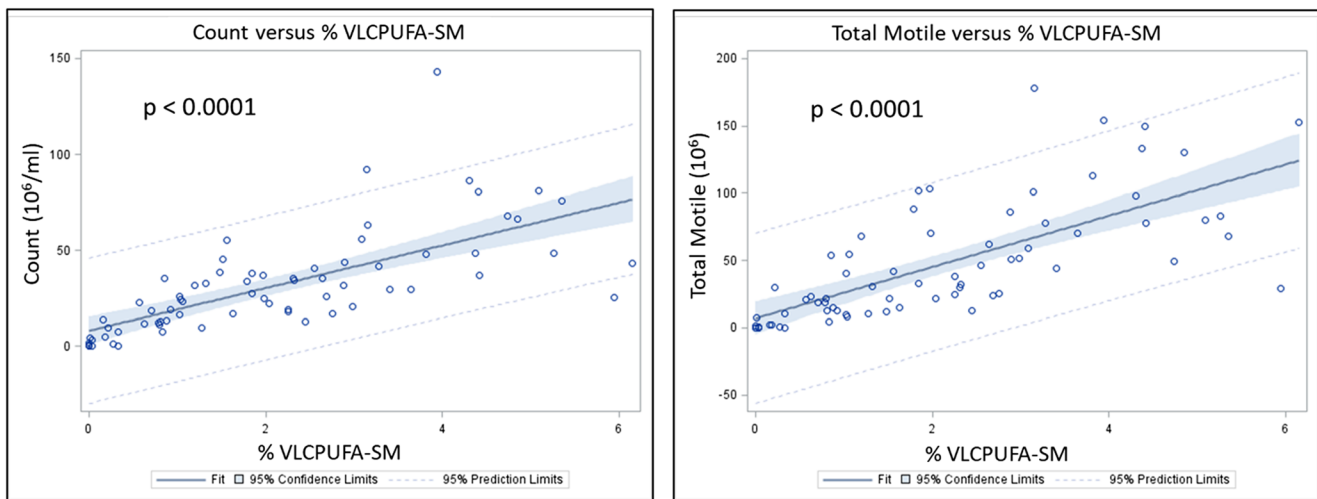 Count versus % VLCPUFA-SM
150
p < 0.0001
100
Count (10⁶/ml)
50
0
0 2 4 6
% VLCPUFA-SM
Fit 95% Confidence Limits 95% Prediction Limits
Total Motile versus % VLCPUFA-SM
200
p < 0.0001
150
100
Total Motile (10⁶)
50
0
-50
0 2 4 6
% VLCPUFA-SM
Fit 95% Confidence Limits 95% Prediction Limits